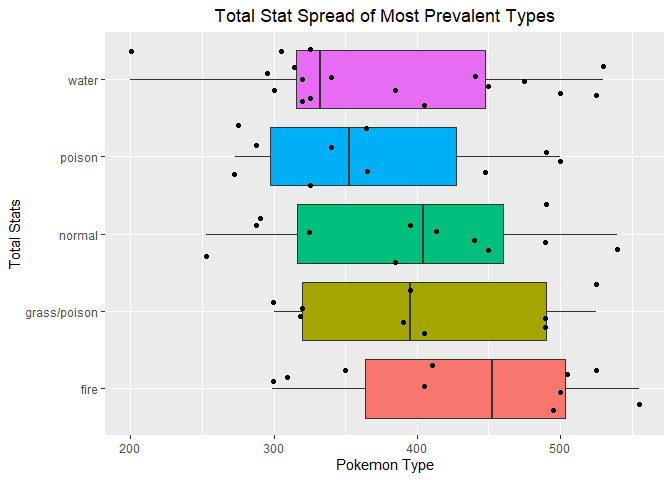 Total Stat Spread of Most Prevalent Types
Total Stats
water
poison
normal
grass/poison
fire
200 300 400 500
Pokemon Type